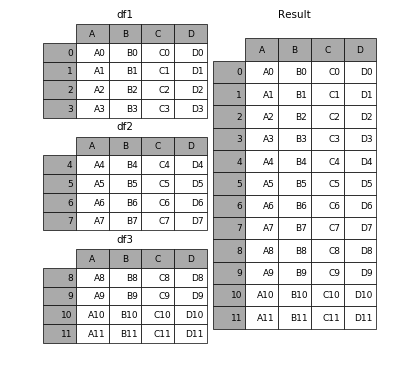 df1
A B C D
0 A0 B0 C0 D0
1 A1 B1 C1 D1
2 A2 B2 C2 D2
3 A3 B3 C3 D3
df2
A B C D
4 A4 B4 C4 D4
5 A5 B5 C5 D5
6 A6 B6 C6 D6
7 A7 B7 C7 D7
df3
A B C D
8 A8 B8 C8 D8
9 A9 B9 C9 D9
10 A10 B10 C10 D10
11 A11 B11 C11 D11
Result
A B C D
0 A0 B0 C0 D0
1 A1 B1 C1 D1
2 A2 B2 C2 D2
3 A3 B3 C3 D3
4 A4 B4 C4 D4
5 A5 B5 C5 D5
6 A6 B6 C6 D6
7 A7 B7 C7 D7
8 A8 B8 C8 D8
9 A9 B9 C9 D9
10 A10 B10 C10 D10
11 A11 B11 C11 D11